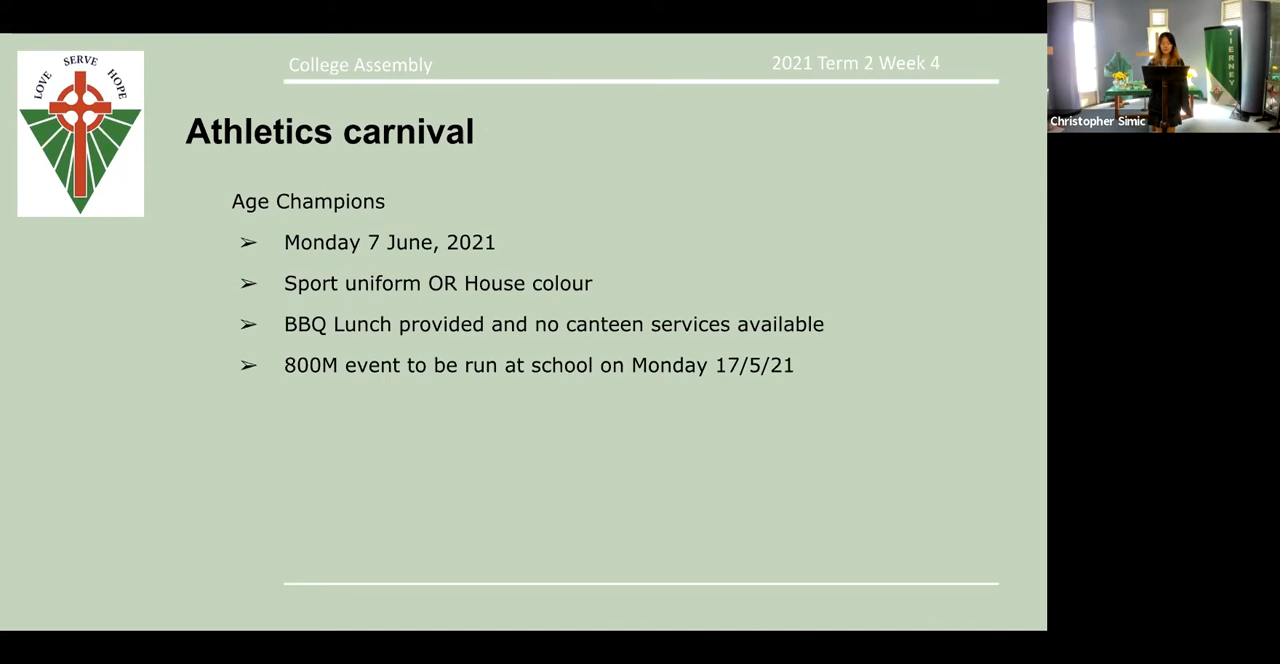 LOVE SERVE HOPE
College Assembly
2021 Term 2 Week 4
Athletics carnival
Age Champions
➢ Monday 7 June, 2021
➢ Sport uniform OR House colour
➢ BBQ Lunch provided and no canteen services available
➢ 800M event to be run at school on Monday 17/5/21
TIERNEY
Christopher Simic